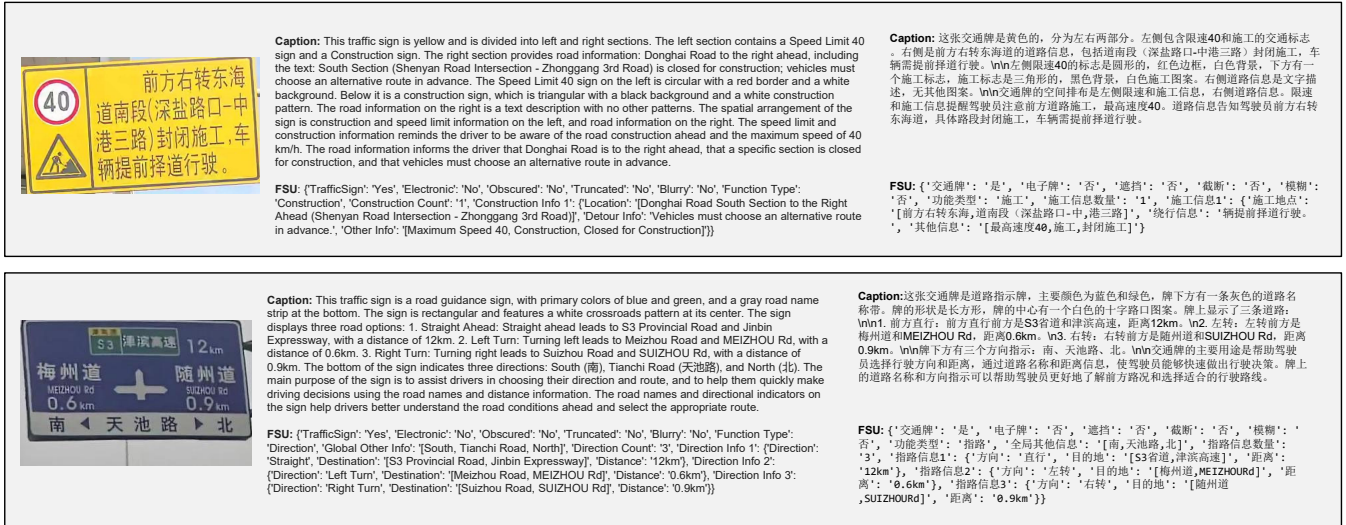 40
前方右转东海
道南段(深盐路口-中
港三路)封闭施工,车
辆提前择道行驶。
Caption: This traffic sign is yellow and is divided into left and right sections. The left section contains a Speed Limit 40
sign and a Construction sign. The right section provides road information: Donghai Road to the right ahead, including
the text: South Section (Shenyan Road Intersection - Zhonggang 3rd Road) is closed for construction; vehicles must
choose an alternative route in advance. The Speed Limit 40 sign on the left is circular with a red border and a white
background. Below it is a construction sign, which is triangular with a black background and a white construction
pattern. The road information on the right is a text description with no other patterns. The spatial arrangement of the
sign is construction and speed limit information on the left, and road information on the right. The speed limit and
construction information reminds the driver to be aware of the road construction ahead and the maximum speed of 40
km/h. The road information informs the driver that Donghai Road is to the right ahead, that a specific section is closed
for construction, and that vehicles must choose an alternative route in advance.
FSU: {'TrafficSign': 'Yes', 'Electronic': 'No', 'Obscured': 'No', 'Truncated': 'No', 'Blurry': 'No', 'Function Type':
'Construction', 'Construction Count': '1', 'Construction Info 1': {'Location': '[Donghai Road South Section to the Right
Ahead (Shenyan Road Intersection - Zhonggang 3rd Road)]', 'Detour Info': 'Vehicles must choose an alternative route
in advance.', 'Other Info': '[Maximum Speed 40, Construction, Closed for Construction]'}}
Caption: 这张交通牌是黄色的，分为左右两部分。左侧包含限速40和施工的交通标志
。右侧是前方右转东海道的道路信息，包括道南段（深盐路口-中港三路）封闭施工，车
辆需提前择道行驶。\n\n左侧限速40的标志是圆形的，红色边框，白色背景，下方有一
个施工标志，施工标志是三角形的，黑色背景，白色施工图案。右侧道路信息是文字描
述，无其他图案。\n\n交通牌的空间排布是左侧限速和施工信息，右侧道路信息。限速
和施工信息提醒驾驶员注意前方道路施工，最高速度40。道路信息告知驾驶员前方右转
东海道，具体路段封闭施工，车辆需提前择道行驶。
FSU: {'交通牌': '是', '电子牌': '否', '遮挡': '否', '截断': '否', '模糊':
'否', '功能类型': '施工', '施工信息数量': '1', '施工信息1': {'施工地点':
'[前方右转东海,道南段（深盐路口-中,港三路]', '绕行信息': '辆提前择道行驶。
', '其他信息': '[最高速度40,施工,封闭施工]'}
S3 津滨高速 12km
梅州道 随州道
MEIZHOU Rd SUIZHOU Rd
0.6km 0.9km
南 天池路 北
Caption: This traffic sign is a road guidance sign, with primary colors of blue and green, and a gray road name
strip at the bottom. The sign is rectangular and features a white crossroads pattern at its center. The sign
displays three road options: 1. Straight Ahead: Straight ahead leads to S3 Provincial Road and Jinbin
Expressway, with a distance of 12km. 2. Left Turn: Turning left leads to Meizhou Road and MEIZHOU Rd, with a
distance of 0.6km. 3. Right Turn: Turning right leads to Suizhou Road and SUIZHOU Rd, with a distance of
0.9km. The bottom of the sign indicates three directions: South (南), Tianchi Road (天池路), and North (北). The
main purpose of the sign is to assist drivers in choosing their direction and route, and to help them quickly make
driving decisions using the road names and distance information. The road names and directional indicators on
the sign help drivers better understand the road conditions ahead and select the appropriate route.
FSU: {'TrafficSign': 'Yes', 'Electronic': 'No', 'Obscured': 'No', 'Truncated': 'No', 'Blurry': 'No', 'Function Type':
'Direction', 'Global Other Info': '[South, Tianchi Road, North]', 'Direction Count': '3', 'Direction Info 1': {'Direction':
'Straight', 'Destination': '[S3 Provincial Road, Jinbin Expressway]', 'Distance': '12km'}, 'Direction Info 2':
{'Direction': 'Left Turn', 'Destination': '[Meizhou Road, MEIZHOU Rd]', 'Distance': '0.6km'}, 'Direction Info 3':
{'Direction': 'Right Turn', 'Destination': '[Suizhou Road, SUIZHOU Rd]', 'Distance': '0.9km'}}
Caption:这张交通牌是道路指示牌，主要颜色为蓝色和绿色，牌下方有一条灰色的道路名
称带。牌的形状是长方形，牌的中心有一个白色的十字路口图案。牌上显示了三条道路：
\n\n1. 前方直行：前方直行前方是S3省道和津滨高速，距离12km。\n2. 左转：左转前方是
梅州道和MEIZHOU Rd，距离0.6km。\n3. 右转：右转前方是随州道和SUIZHOU Rd，距离
0.9km。\n\n牌下方有三个方向指示：南、天池路、北。\n\n交通牌的主要用途是帮助驾驶
员选择行驶方向和距离，通过道路名称和距离信息，使驾驶员能够快速做出行驶决策。牌上
的道路名称和方向指示可以帮助驾驶员更好地了解前方路况和选择适合的行驶路线。
FSU: {'交通牌': '是', '电子牌': '否', '遮挡': '否', '截断': '否', '模糊': '
否', '功能类型': '指路', '全局其他信息': '[南,天池路,北]', '指路信息数量':
'3', '指路信息1': {'方向': '直行', '目的地': '[S3省道,津滨高速]', '距离':
'12km'}, '指路信息2': {'方向': '左转', '目的地': '[梅州道,MEIZHOURd]', '距
离': '0.6km'}, '指路信息3': {'方向': '右转', '目的地': '[随州道
,SUIZHOURd]', '距离': '0.9km'}}